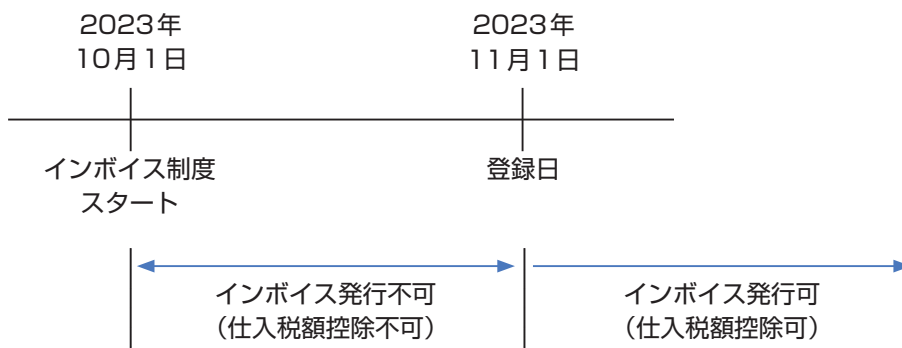 2023年
10月1日
2023年
11月1日
インボイス制度
スタート
登録日
インボイス発行不可
（仕入税額控除不可）
インボイス発行可
（仕入税額控除可）